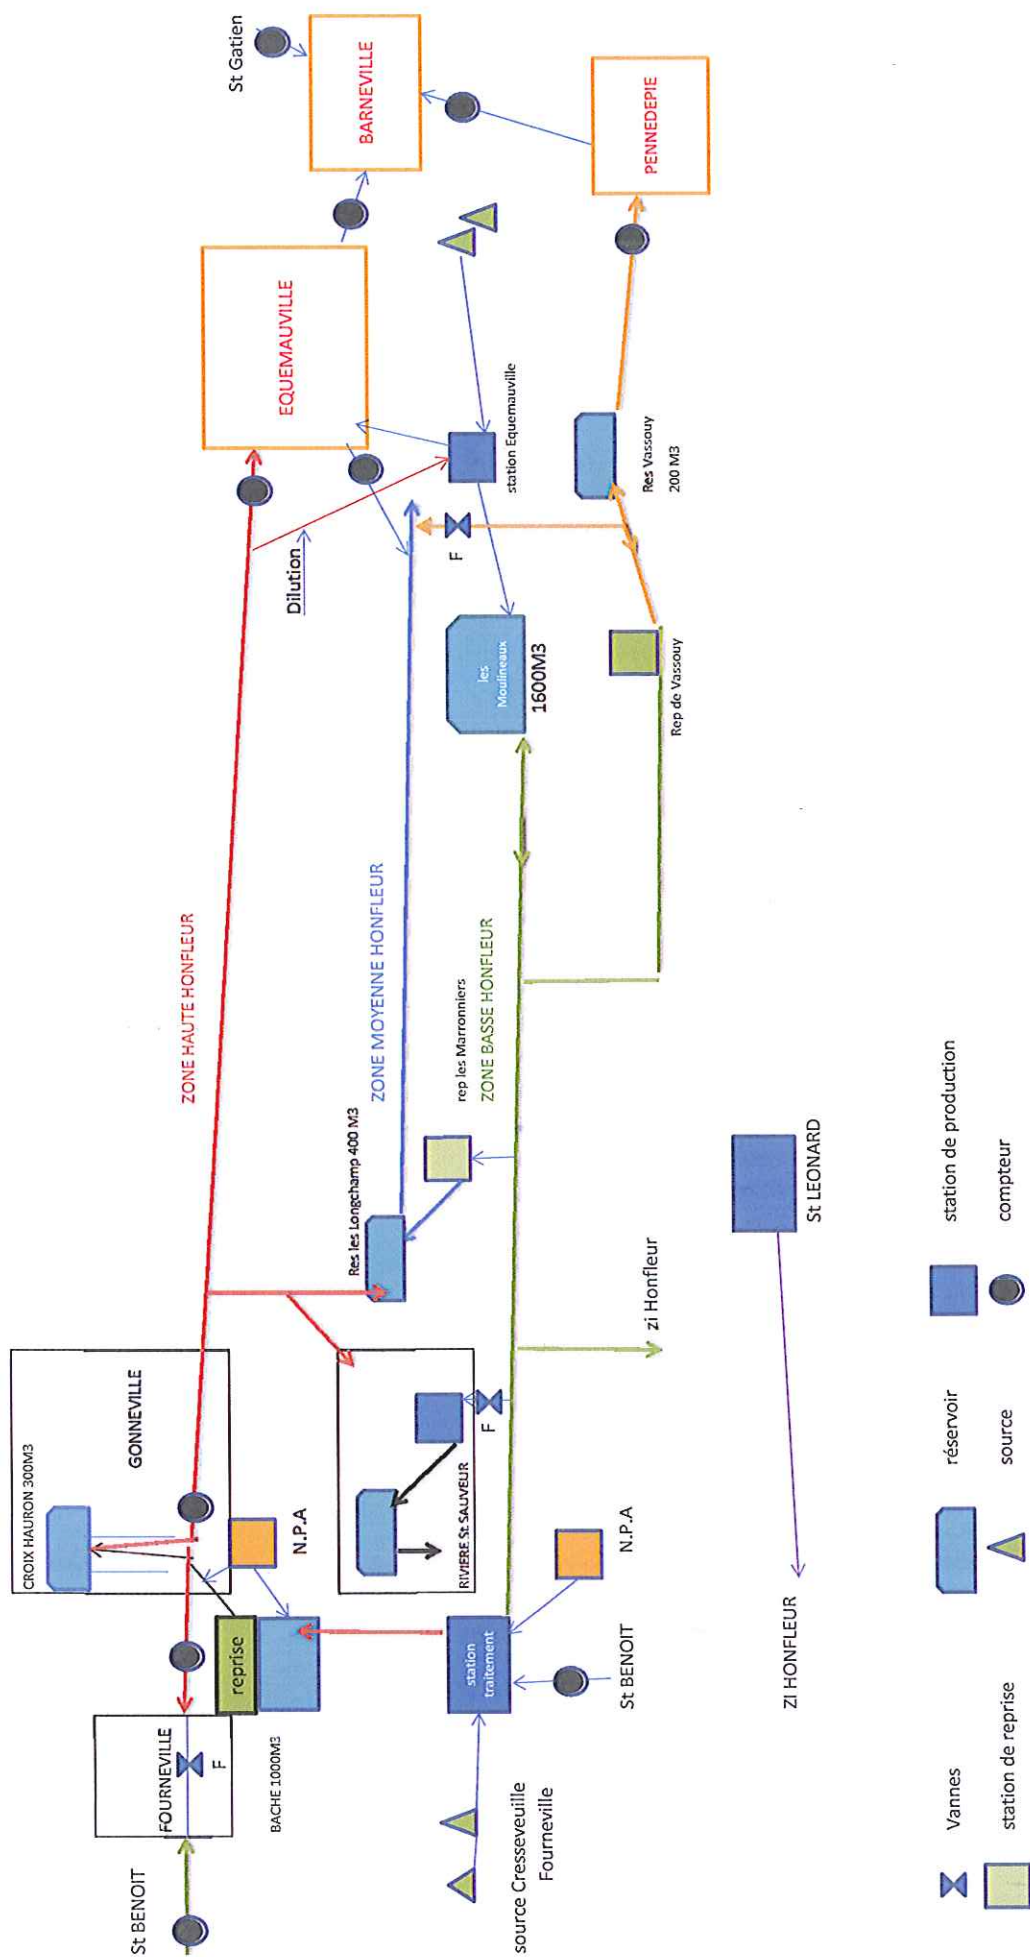 St BENOIT
FOURNEVILLE
F
BACHE 1000M3
reprise
CROIX HAURON 300M3
GONNEVILLE
N.P.A
ZONE HAUTE HONFLEUR
Dilution
EQUEMAUVILLE
St Gatien
BARNEVILLE
RIVIERE St SAUVEUR
F
Res les Longchamp 400 M3
ZONE MOYENNE HONFLEUR
rep les Marronniers
ZONE BASSE HONFLEUR
les
Moulineaux
1600M3
F
station Equemauville
source Cresseveuille
Fourneville
station
traitement
St BENOIT
N.P.A
zi Honfleur
Rep de Vassouy
Res Vassouy
200 M3
PENNEDEPIE
ZI HONFLEUR
St LEONARD
Vannes
réservoir
station de production
station de reprise
source
compteur